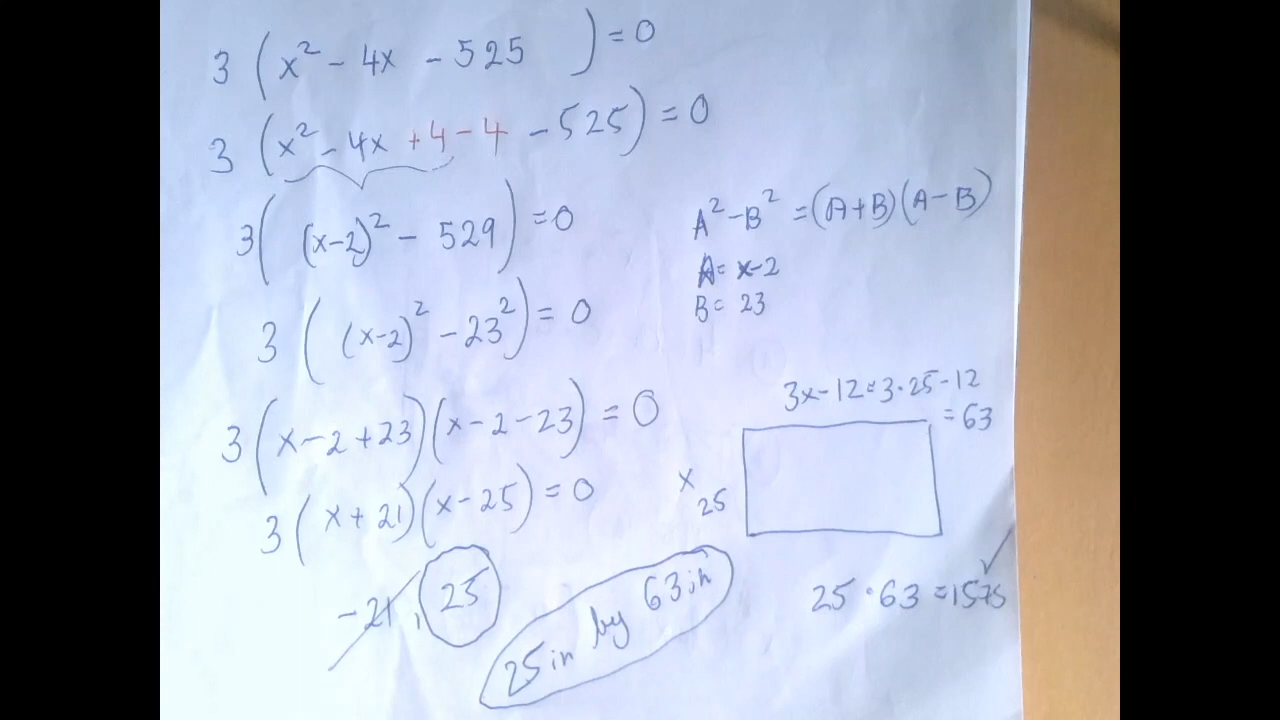 3 (x² - 4x - 525 ) = 0
3 (x² - 4x + 4 - 4 - 525) = 0
3( (x-2)² - 529) = 0
3 ( (x-2)² - 23²) = 0
3(x - 2 + 23)(x - 2 - 23) = 0
3(x + 21)(x - 25) = 0
-21, 25
25 in by 63 in
A² - B² = (A+B)(A-B)
A = x-2
B = 23
3x - 12 = 3·25 - 12
= 63
x
25
25 · 63 = 1575 ✓